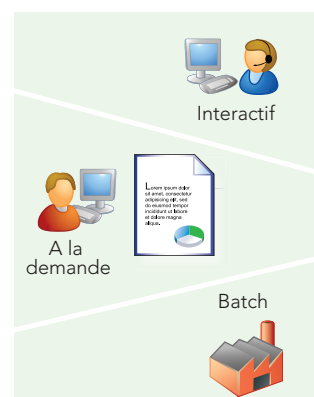 Interactif
Lorem ipsum dolor
sit amet, consectetur
adipisicing elit, sed
do eiusmod tempor
incididunt ut labore
et dolore magna
aliqua.
A la
demande
Batch